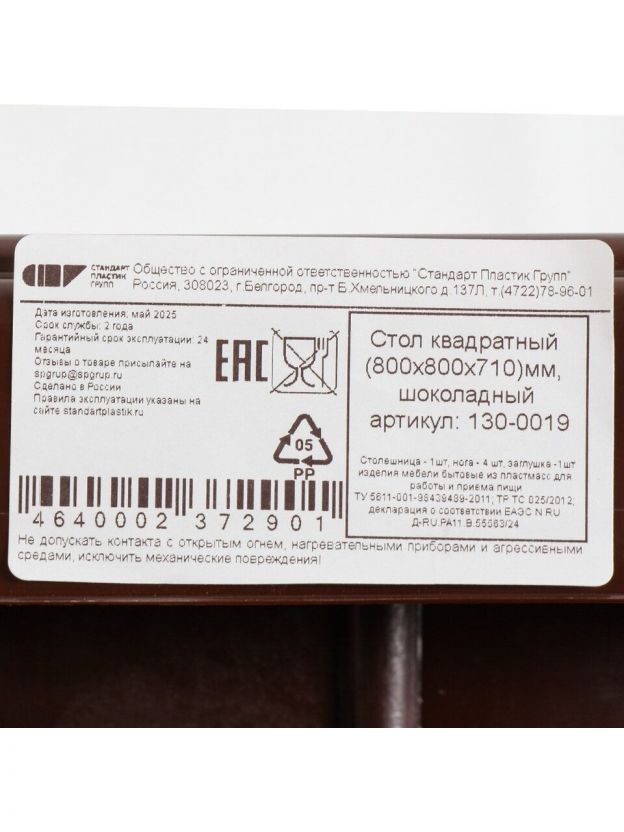 СТАНДАРТ
ПЛАСТИК
ГРУПП
Общество с ограниченной ответственностью "Стандарт Пластик Групп"
Россия, 308023, г.Белгород, пр-т Б.Хмельницкого д.137Л, т.(4722)78-96-01
Дата изготовления: май 2025
Срок службы: 2 года
Гарантийный срок эксплуатации: 24
месяца
Отзывы о товаре присылайте на
spgrup@spgrup.ru
Сделано в России
Правила эксплуатации указаны на
сайте standartplastik.ru
EAC
05
PP
Стол квадратный
(800х800х710)мм,
шоколадный
артикул: 130-0019
Столешница - 1шт, нога - 4 шт, заглушка -1шт
изделия мебели бытовые из пластмасс для
работы и приема пищи
ТУ 5611-001-98439489-2011; ТР ТС 025/2012,
декларация о соответствии ЕАЭС N RU
Д-RU.РА11.В.55563/24
4640002 372901
Не допускать контакта с открытым огнем, нагревательными приборами и агрессивными
средами, исключить механические повреждения!